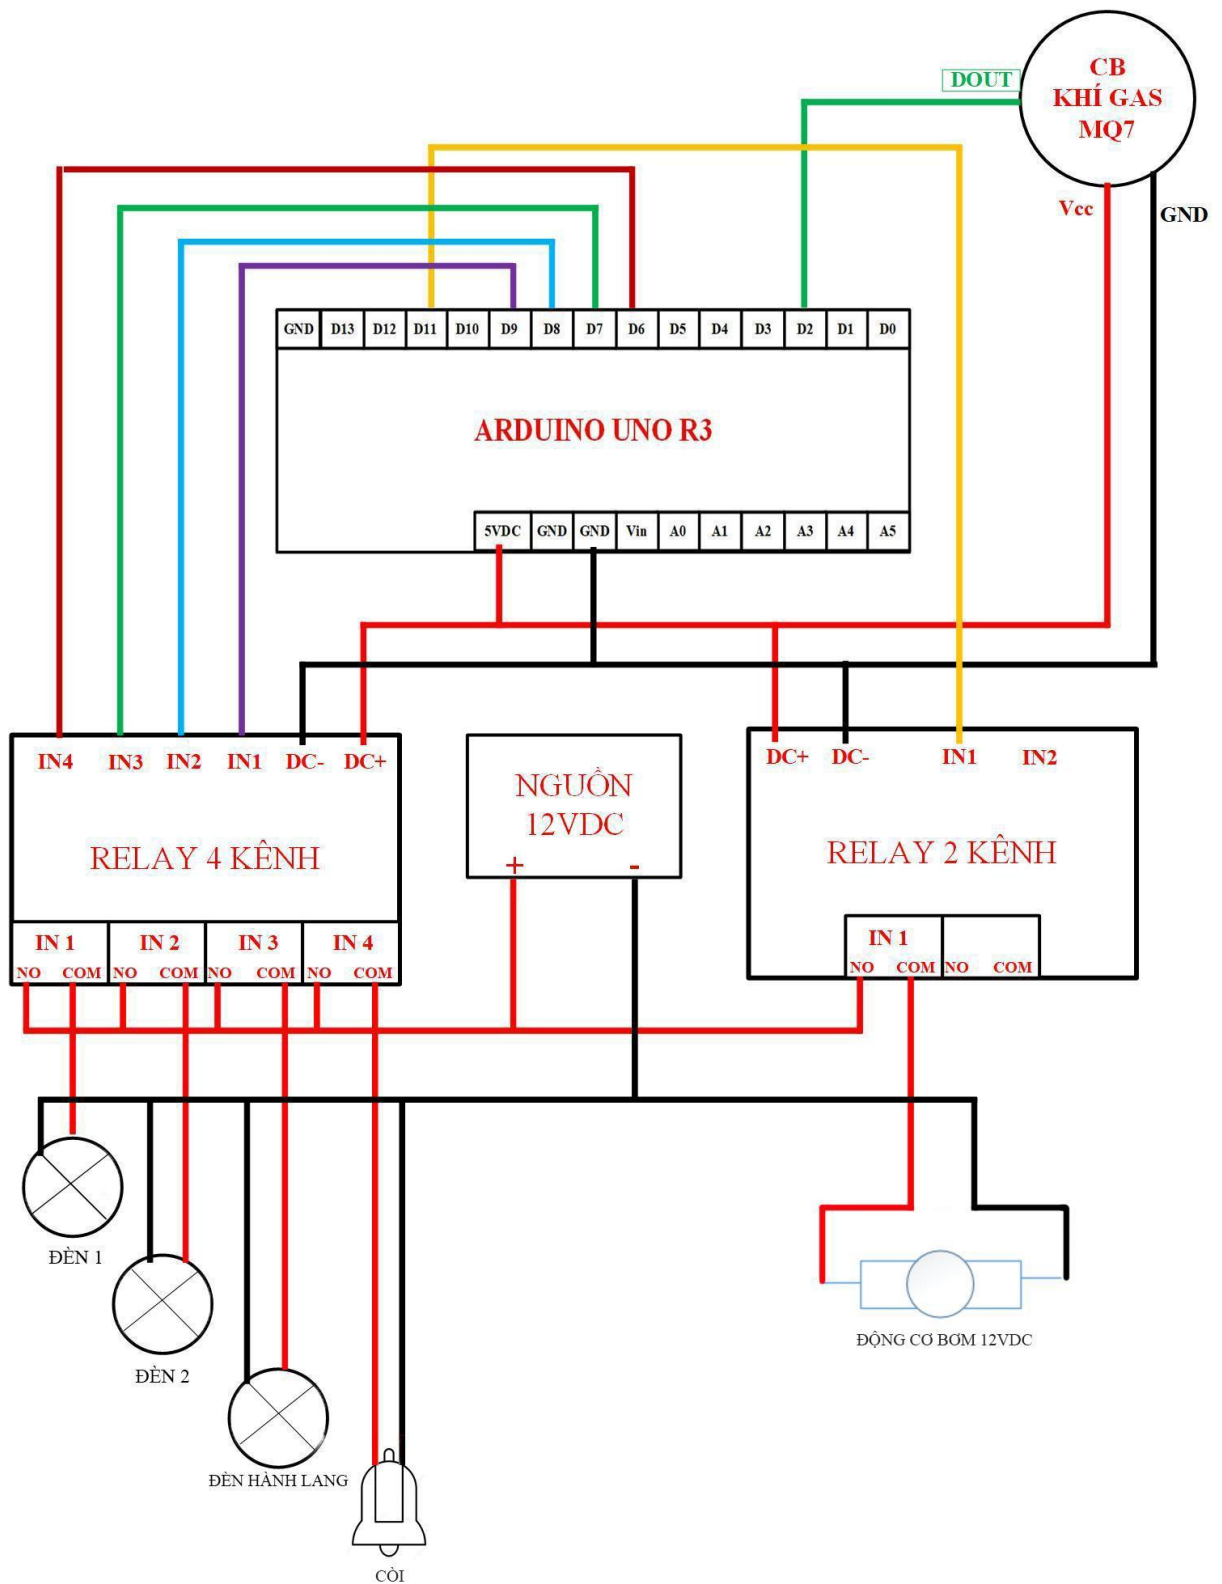 CB
KHÍ GAS
MQ7
DOUT
Vcc
GND
GND D13 D12 D11 D10 D9 D8 D7 D6 D5 D4 D3 D2 D1 D0
ARDUINO UNO R3
5VDC GND GND Vin A0 A1 A2 A3 A4 A5
IN4 IN3 IN2 IN1 DC- DC+
RELAY 4 KÊNH
IN 1 IN 2 IN 3 IN 4
NO COM NO COM NO COM NO COM
NGUỒN
12VDC
+ -
DC+ DC- IN1 IN2
RELAY 2 KÊNH
IN 1
NO COM NO COM
ĐÈN 1
ĐÈN 2
ĐÈN HÀNH LANG
CÒI
ĐỘNG CƠ BƠM 12VDC